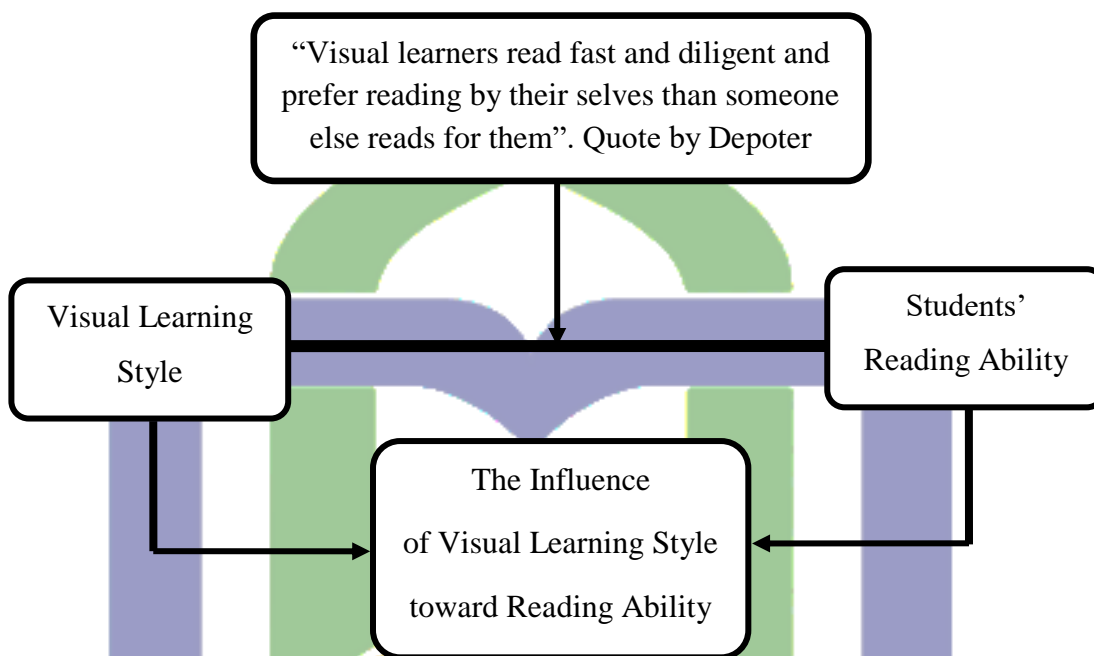 “Visual learners read fast and diligent and
prefer reading by their selves than someone
else reads for them”. Quote by Depoter
Visual Learning
Style
Students’
Reading Ability
The Influence
of Visual Learning Style
toward Reading Ability